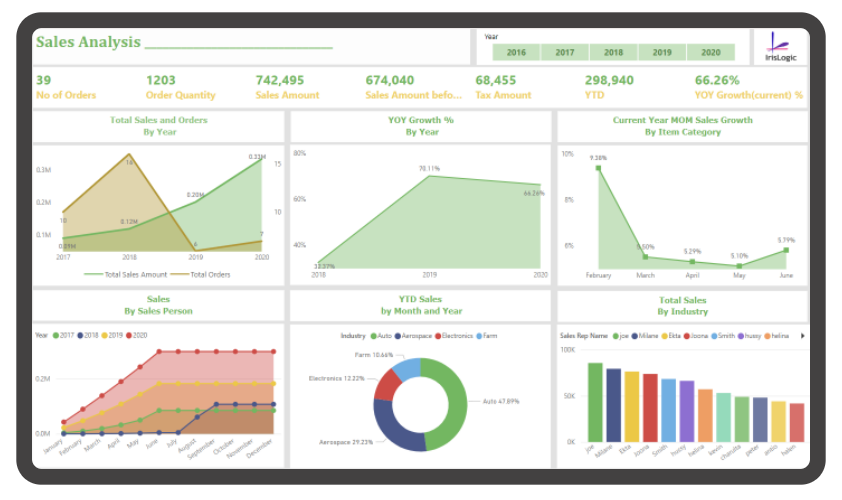 Sales Analysis
Year
2016 2017 2018 2019 2020
IrisLogic
39 1203 742,495 674,040 68,455 298,940 66.26%
No of Orders Order Quantity Sales Amount Sales Amount befo... Tax Amount YTD YOY Growth(current) %
Total Sales and Orders
By Year
0.3M
0.2M
0.1M
15
10
10
16
6
7
0.09M
0.12M
0.20M
0.33M
2017 2018 2019 2020
Total Sales Amount Total Orders
YOY Growth %
By Year
80%
60%
40%
70.11%
66.26%
2018 2019 2020
Current Year MOM Sales Growth
By Item Category
10%
8%
6%
9.38%
5.50%
5.29%
5.10%
5.79%
February March April May June
Sales
By Sales Person
Year 2017 2018 2019 2020
0.2M
0.0M
January February March April May June July August September October November December
YTD Sales
by Month and Year
Industry Auto Aerospace Electronics Farm
Farm 10.66%
Electronics 12.22%
Auto 47.89%
Aerospace 29.23%
Total Sales
By Industry
Sales Rep Name joe Milane Ekta Joona Smith hussy helina
100K
50K
0K
joe Milane Ekta Joona Smith hussy helina kevin charulta peter antio helen